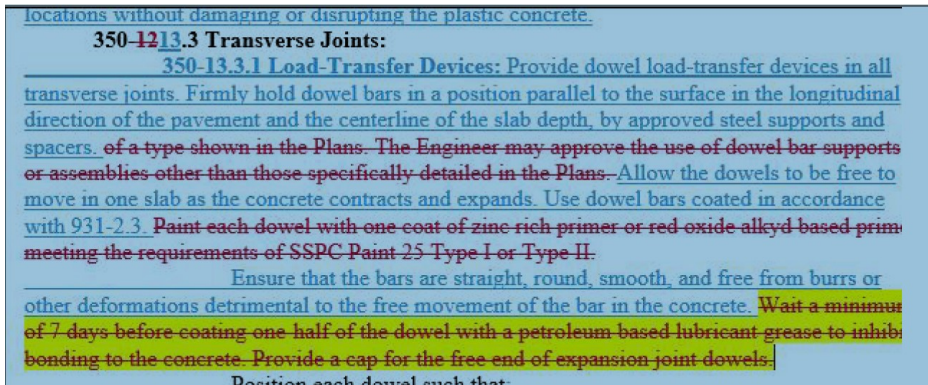 locations without damaging or disrupting the plastic concrete.
350-1213.3 Transverse Joints:
350-13.3.1 Load-Transfer Devices: Provide dowel load-transfer devices in all
transverse joints. Firmly hold dowel bars in a position parallel to the surface in the longitudinal
direction of the pavement and the centerline of the slab depth, by approved steel supports and
spacers. of a type shown in the Plans. The Engineer may approve the use of dowel bar supports
or assemblies other than those specifically detailed in the Plans. Allow the dowels to be free to
move in one slab as the concrete contracts and expands. Use dowel bars coated in accordance
with 931-2.3. Paint each dowel with one coat of zinc rich primer or red oxide alkyd based prime
meeting the requirements of SSPC Paint 25 Type I or Type II.
Ensure that the bars are straight, round, smooth, and free from burrs or
other deformations detrimental to the free movement of the bar in the concrete. Wait a minimum
of 7 days before coating one half of the dowel with a petroleum based lubricant grease to inhibi
bonding to the concrete. Provide a cap for the free end of expansion joint dowels.
Position each dowel such that: